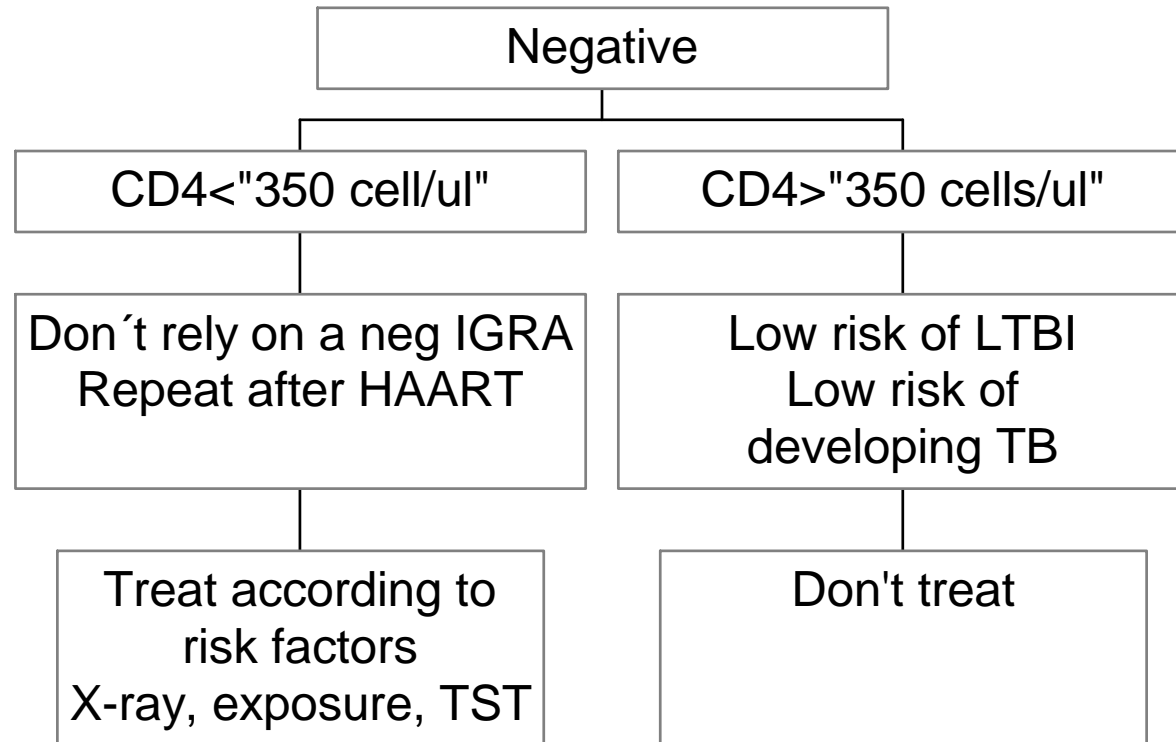 Negative
CD4<"350 cell/ul"
CD4>"350 cells/ul"
Don´t rely on a neg IGRA
Repeat after HAART
Low risk of LTBI
Low risk of
developing TB
Treat according to
risk factors
X-ray, exposure, TST
Don't treat